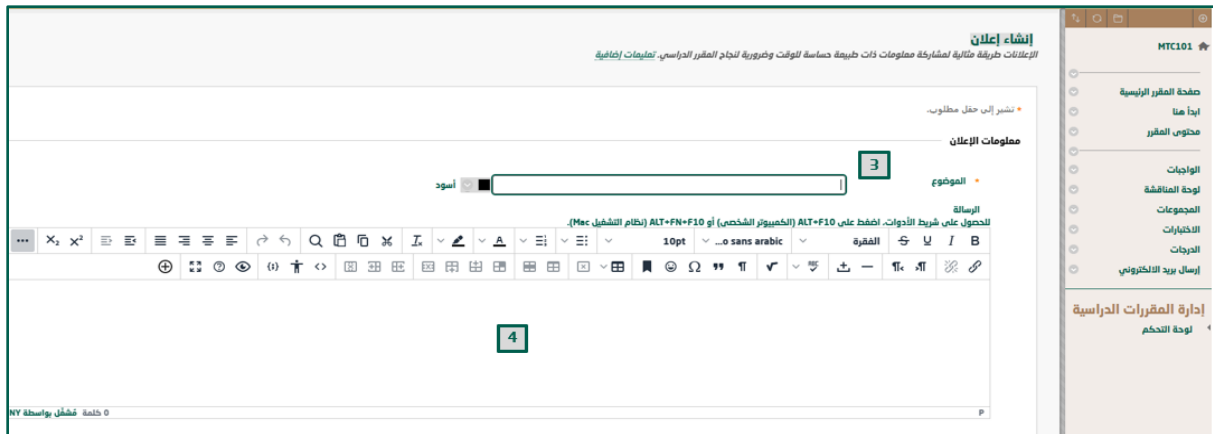 إنشاء إعلان
الإعلانات طريقة مثالية لمشاركة معلومات ذات طبيعة حساسة للوقت وضرورية لنجاح المقرر الدراسي. تعليمات إضافية
* تشير إلى حقل مطلوب.
معلومات الإعلان
3
* الموضوع
أسود
الرسالة
للحصول على شريط الأدوات، اضغط على ALT+F10 (الكمبيوتر الشخصي) أو ALT+FN+F10 (نظام التشغيل Mac).
B I U S الفقرة o sans arabic... 10pt
4
P
0 كلمة مُشغَّل بواسطة NY
MTC101
صفحة المقرر الرئيسية
ابدأ هنا
محتوى المقرر
الواجبات
لوحة المناقشة
المجموعات
الاختبارات
الدرجات
إرسال بريد الالكتروني
إدارة المقررات الدراسية
لوحة التحكم